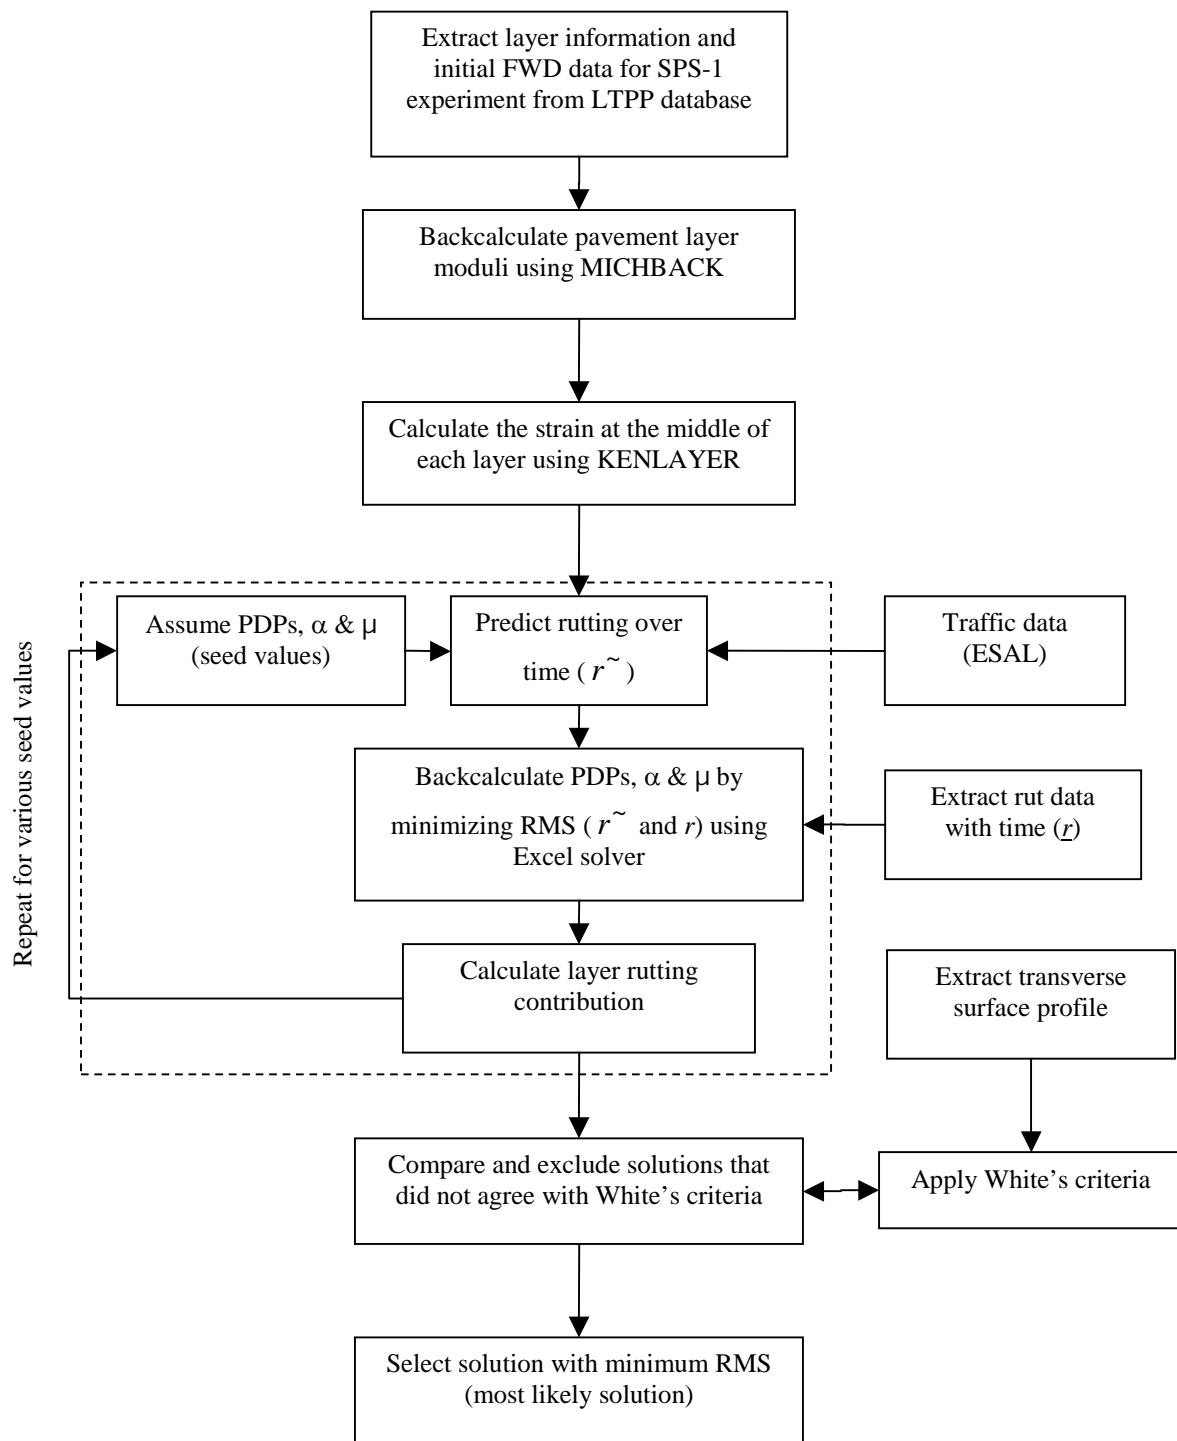 Extract layer information and
initial FWD data for SPS-1
experiment from LTPP database
Backcalculate pavement layer
moduli using MICHBACK
Calculate the strain at the middle of
each layer using KENLAYER
Repeat for various seed values
Assume PDPs, α & μ
(seed values)
Predict rutting over
time ( r~ )
Traffic data
(ESAL)
Backcalculate PDPs, α & μ by
minimizing RMS ( r~ and r) using
Excel solver
Extract rut data
with time (r)
Calculate layer rutting
contribution
Extract transverse
surface profile
Compare and exclude solutions that
did not agree with White’s criteria
Apply White’s criteria
Select solution with minimum RMS
(most likely solution)